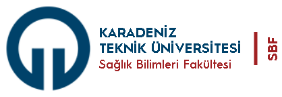 KARADENİZ
TEKNİK ÜNİVERSİTESİ
Sağlık Bilimleri Fakültesi
SBF